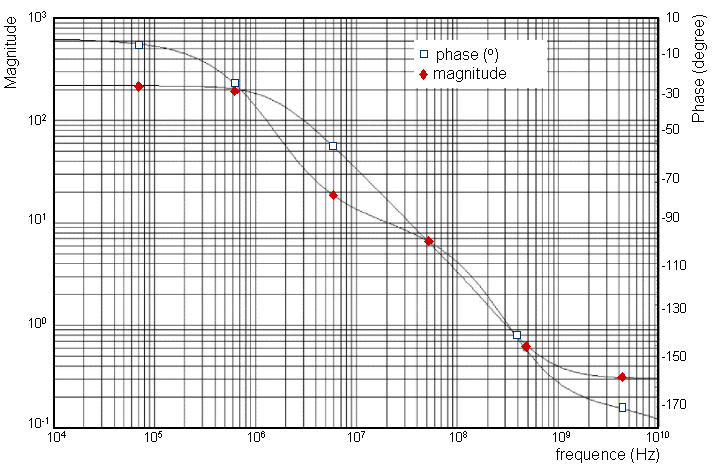 Magnitude
10³
10²
10¹
10⁰
10⁻¹
phase (º)
magnitude
10
-10
-30
-50
-70
-90
-110
-130
-150
-170
Phase (degree)
10⁴ 10⁵ 10⁶ 10⁷ 10⁸ 10⁹ 10¹⁰
frequence (Hz)